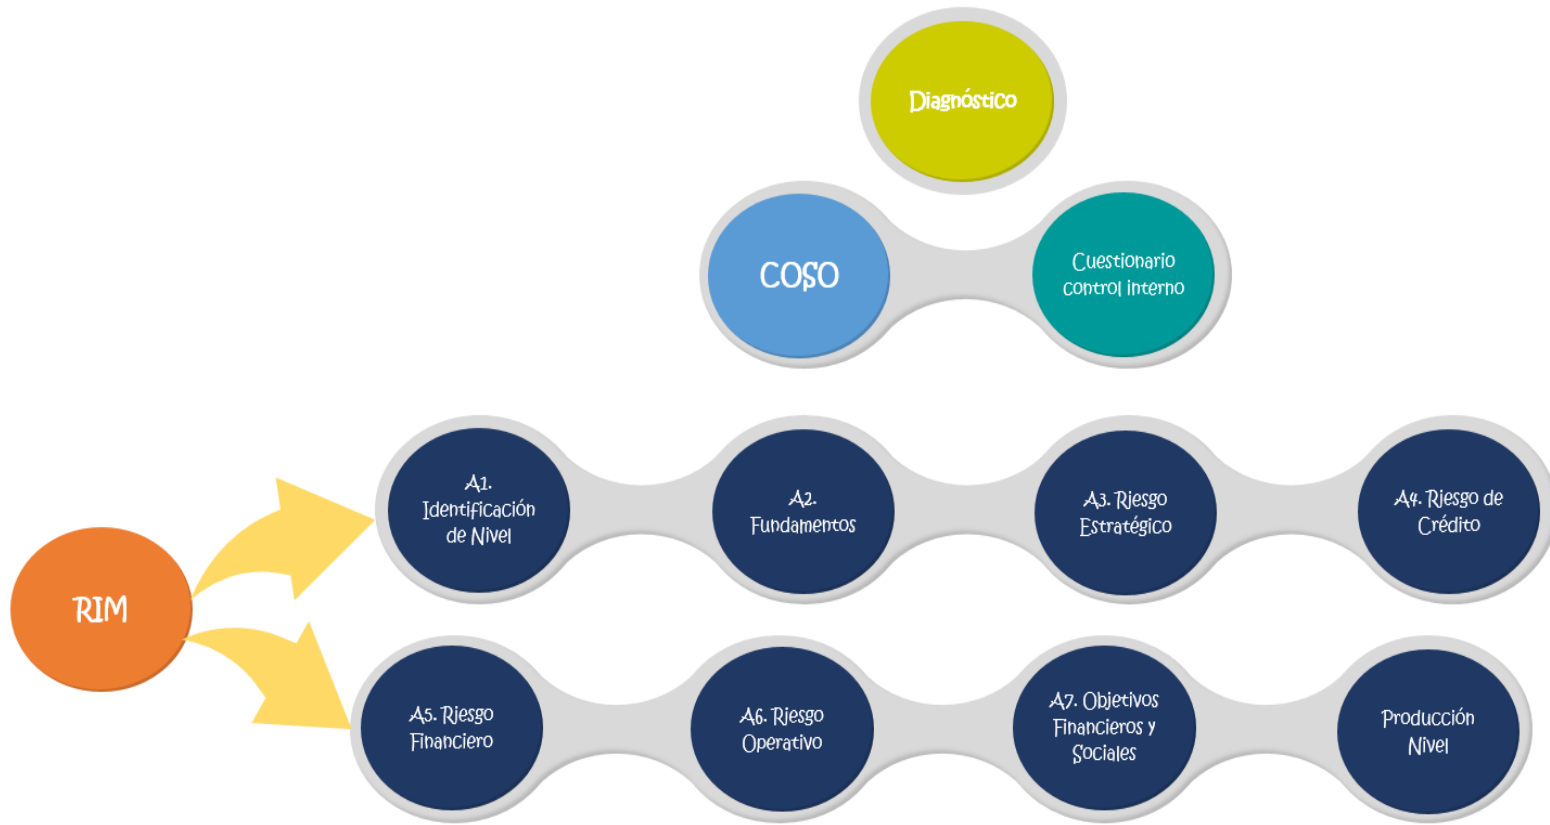 Diagnóstico
COSO
Cuestionario
control interno
A1.
Identificación
de Nivel
A2.
Fundamentos
A3. Riesgo
Estratégico
A4. Riesgo de
Crédito
RIM
A5. Riesgo
Financiero
A6. Riesgo
Operativo
A7. Objetivos
Financieros y
Sociales
Producción
Nivel